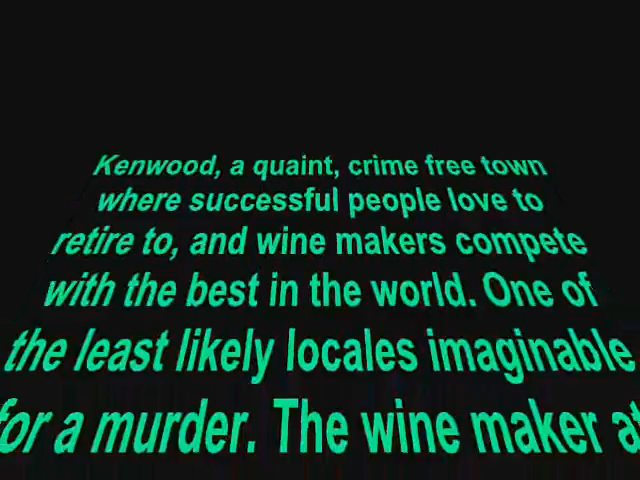 Kenwood, a quaint, crime free town
where successful people love to
retire to, and wine makers compete
with the best in the world. One of
the least likely locales imaginable
for a murder. The wine maker at